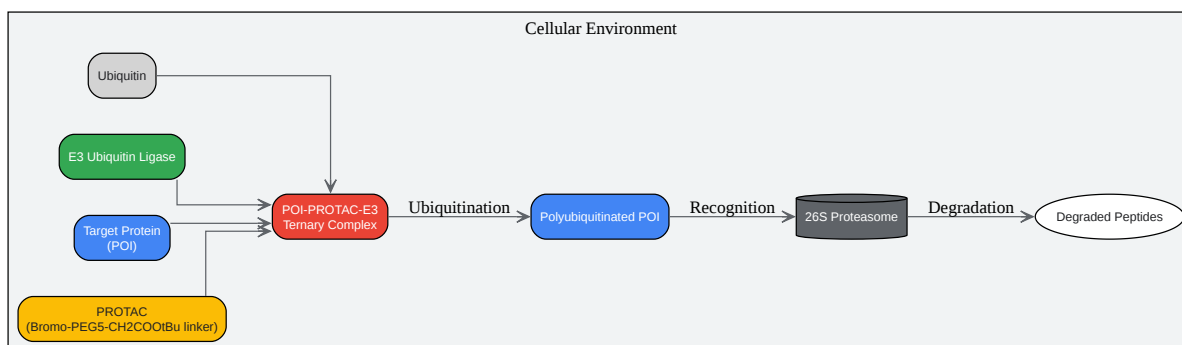 Cellular Environment
Ubiquitin
E3 Ubiquitin Ligase
Target Protein
(POI)
PROTAC
(Bromo-PEG5-CH2COOtBu linker)
POI-PROTAC-E3
Ternary Complex
Ubiquitination
Polyubiquitinated POI
Recognition
26S Proteasome
Degradation
Degraded Peptides